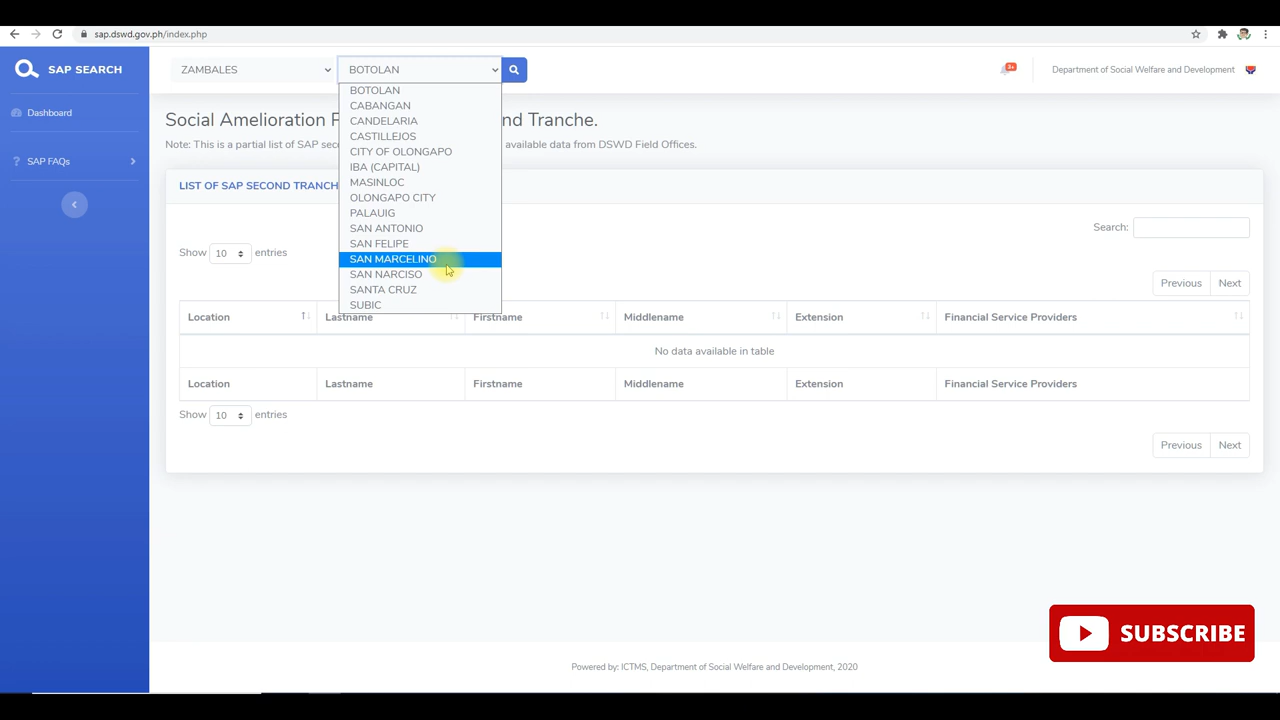 sap.dswd.gov.ph/index.php
SAP SEARCH
ZAMBALES
BOTOLAN
3+
Department of Social Welfare and Development
Dashboard
SAP FAQs
BOTOLAN
CABANGAN
CANDELARIA
CASTILLEJOS
CITY OF OLONGAPO
IBA (CAPITAL)
MASINLOC
OLONGAPO CITY
PALAUIG
SAN ANTONIO
SAN FELIPE
SAN MARCELINO
SAN NARCISO
SANTA CRUZ
SUBIC
Social Amelioration nd Tranche.
Note: This is a partial list of SAP available data from DSWD Field Offices.
LIST OF SAP SECOND TRANCH
Search:
Show 10 entries
Previous Next
Location Lastname Firstname Middlename Extension Financial Service Providers
No data available in table
Location Lastname Firstname Middlename Extension Financial Service Providers
Show 10 entries
Previous Next
SUBSCRIBE
Powered by: ICTMS, Department of Social Welfare and Development, 2020